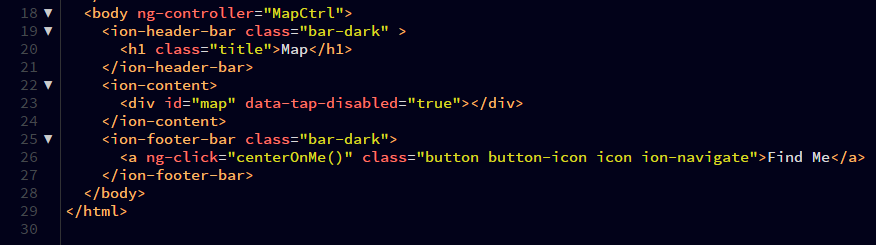 18 ▼ <body ng-controller="MapCtrl">
19 ▼ <ion-header-bar class="bar-dark" >
20 <h1 class="title">Map</h1>
21 </ion-header-bar>
22 ▼ <ion-content>
23 <div id="map" data-tap-disabled="true"></div>
24 </ion-content>
25 ▼ <ion-footer-bar class="bar-dark">
26 <a ng-click="centerOnMe()" class="button button-icon icon ion-navigate">Find Me</a>
27 </ion-footer-bar>
28 </body>
29 </html>
30